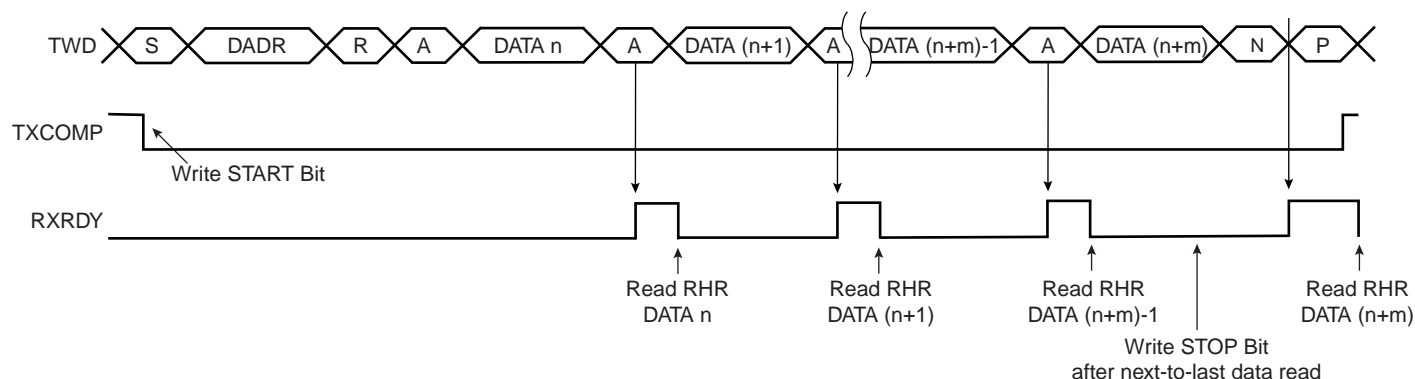 TWD S DADR R A DATA n A DATA (n+1) A DATA (n+m)-1 A DATA (n+m) N P
TXCOMP
Write START Bit
RXRDY
Read RHR
DATA n
Read RHR
DATA (n+1)
Read RHR
DATA (n+m)-1
Read RHR
DATA (n+m)
Write STOP Bit
after next-to-last data read